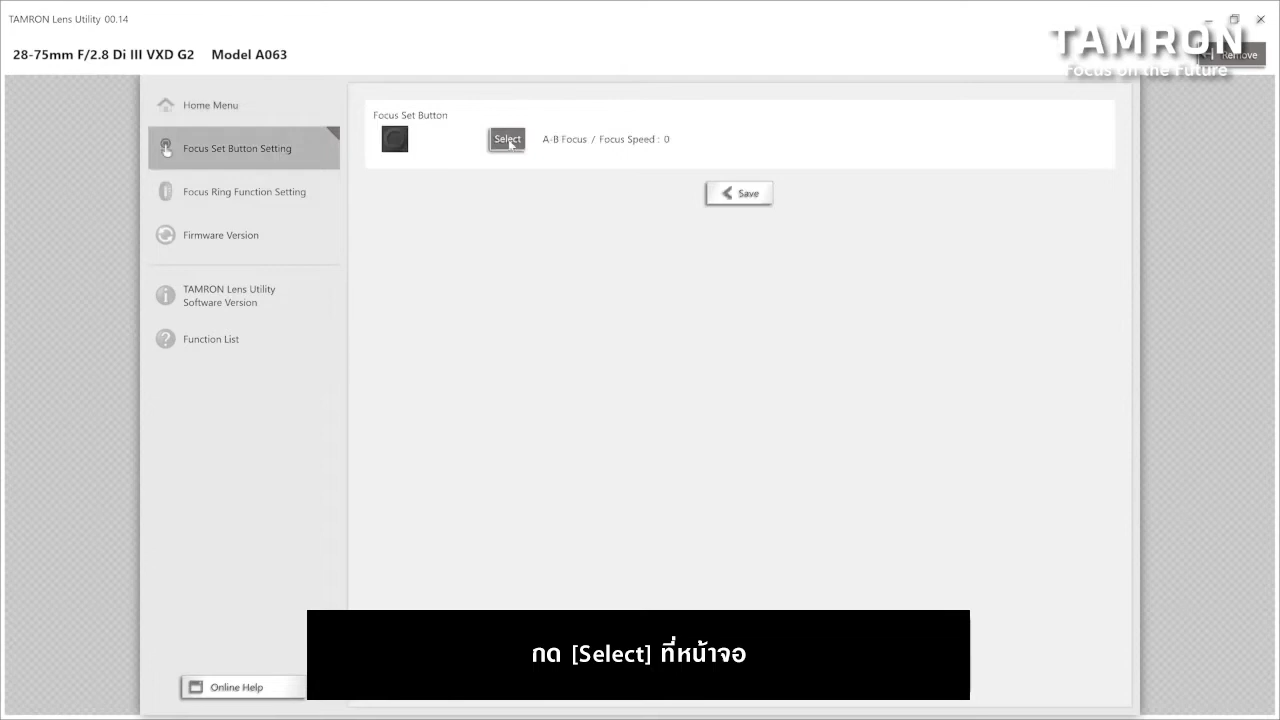 TAMRON Lens Utility 00.14
28-75mm F/2.8 Di III VXD G2 Model A063
TAMRON
Focus on the Future
Remove
Home Menu
Focus Set Button Setting
Focus Ring Function Setting
Firmware Version
TAMRON Lens Utility
Software Version
Function List
Focus Set Button
Select
A-B Focus / Focus Speed : 0
Save
กด [Select] ที่หน้าจอ
Online Help